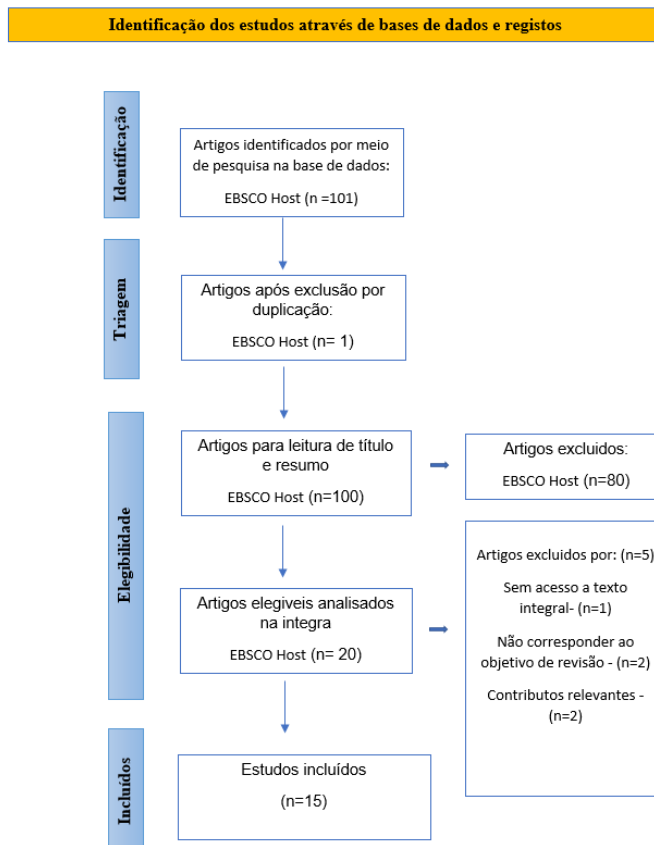 Identificação dos estudos através de bases de dados e registos
Identificação
Artigos identificados por meio
de pesquisa na base de dados:
EBSCO Host (n =101)
Triagem
Artigos após exclusão por
duplicação:
EBSCO Host (n= 1)
Elegibilidade
Artigos para leitura de título
e resumo
EBSCO Host (n=100)
Artigos excluidos:
EBSCO Host (n=80)
Artigos elegiveis analisados
na integra
EBSCO Host (n= 20)
Artigos excluidos por: (n=5)
Sem acesso a texto
integral- (n=1)
Não corresponder ao
objetivo de revisão - (n=2)
Contributos relevantes -
(n=2)
Incluídos
Estudos incluídos
(n=15)